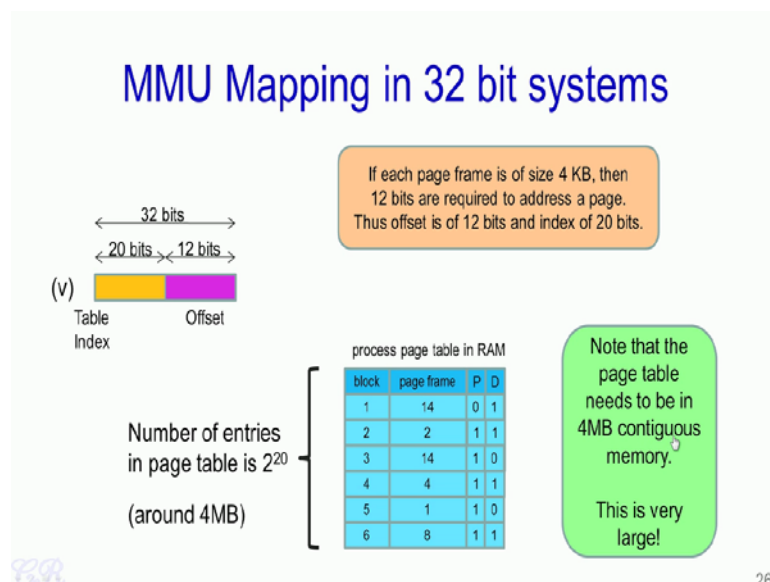 MMU Mapping in 32 bit systems
If each page frame is of size 4 KB, then
12 bits are required to address a page.
Thus offset is of 12 bits and index of 20 bits.
32 bits
20 bits 12 bits
(v)
Table Offset
Index
process page table in RAM
block page frame P D
1 14 0 1
2 2 1 1
3 14 1 0
4 4 1 1
5 1 1 0
6 8 1 1
Number of entries
in page table is 2²⁰
(around 4MB)
Note that the
page table
needs to be in
4MB contiguous
memory.
This is very
large!